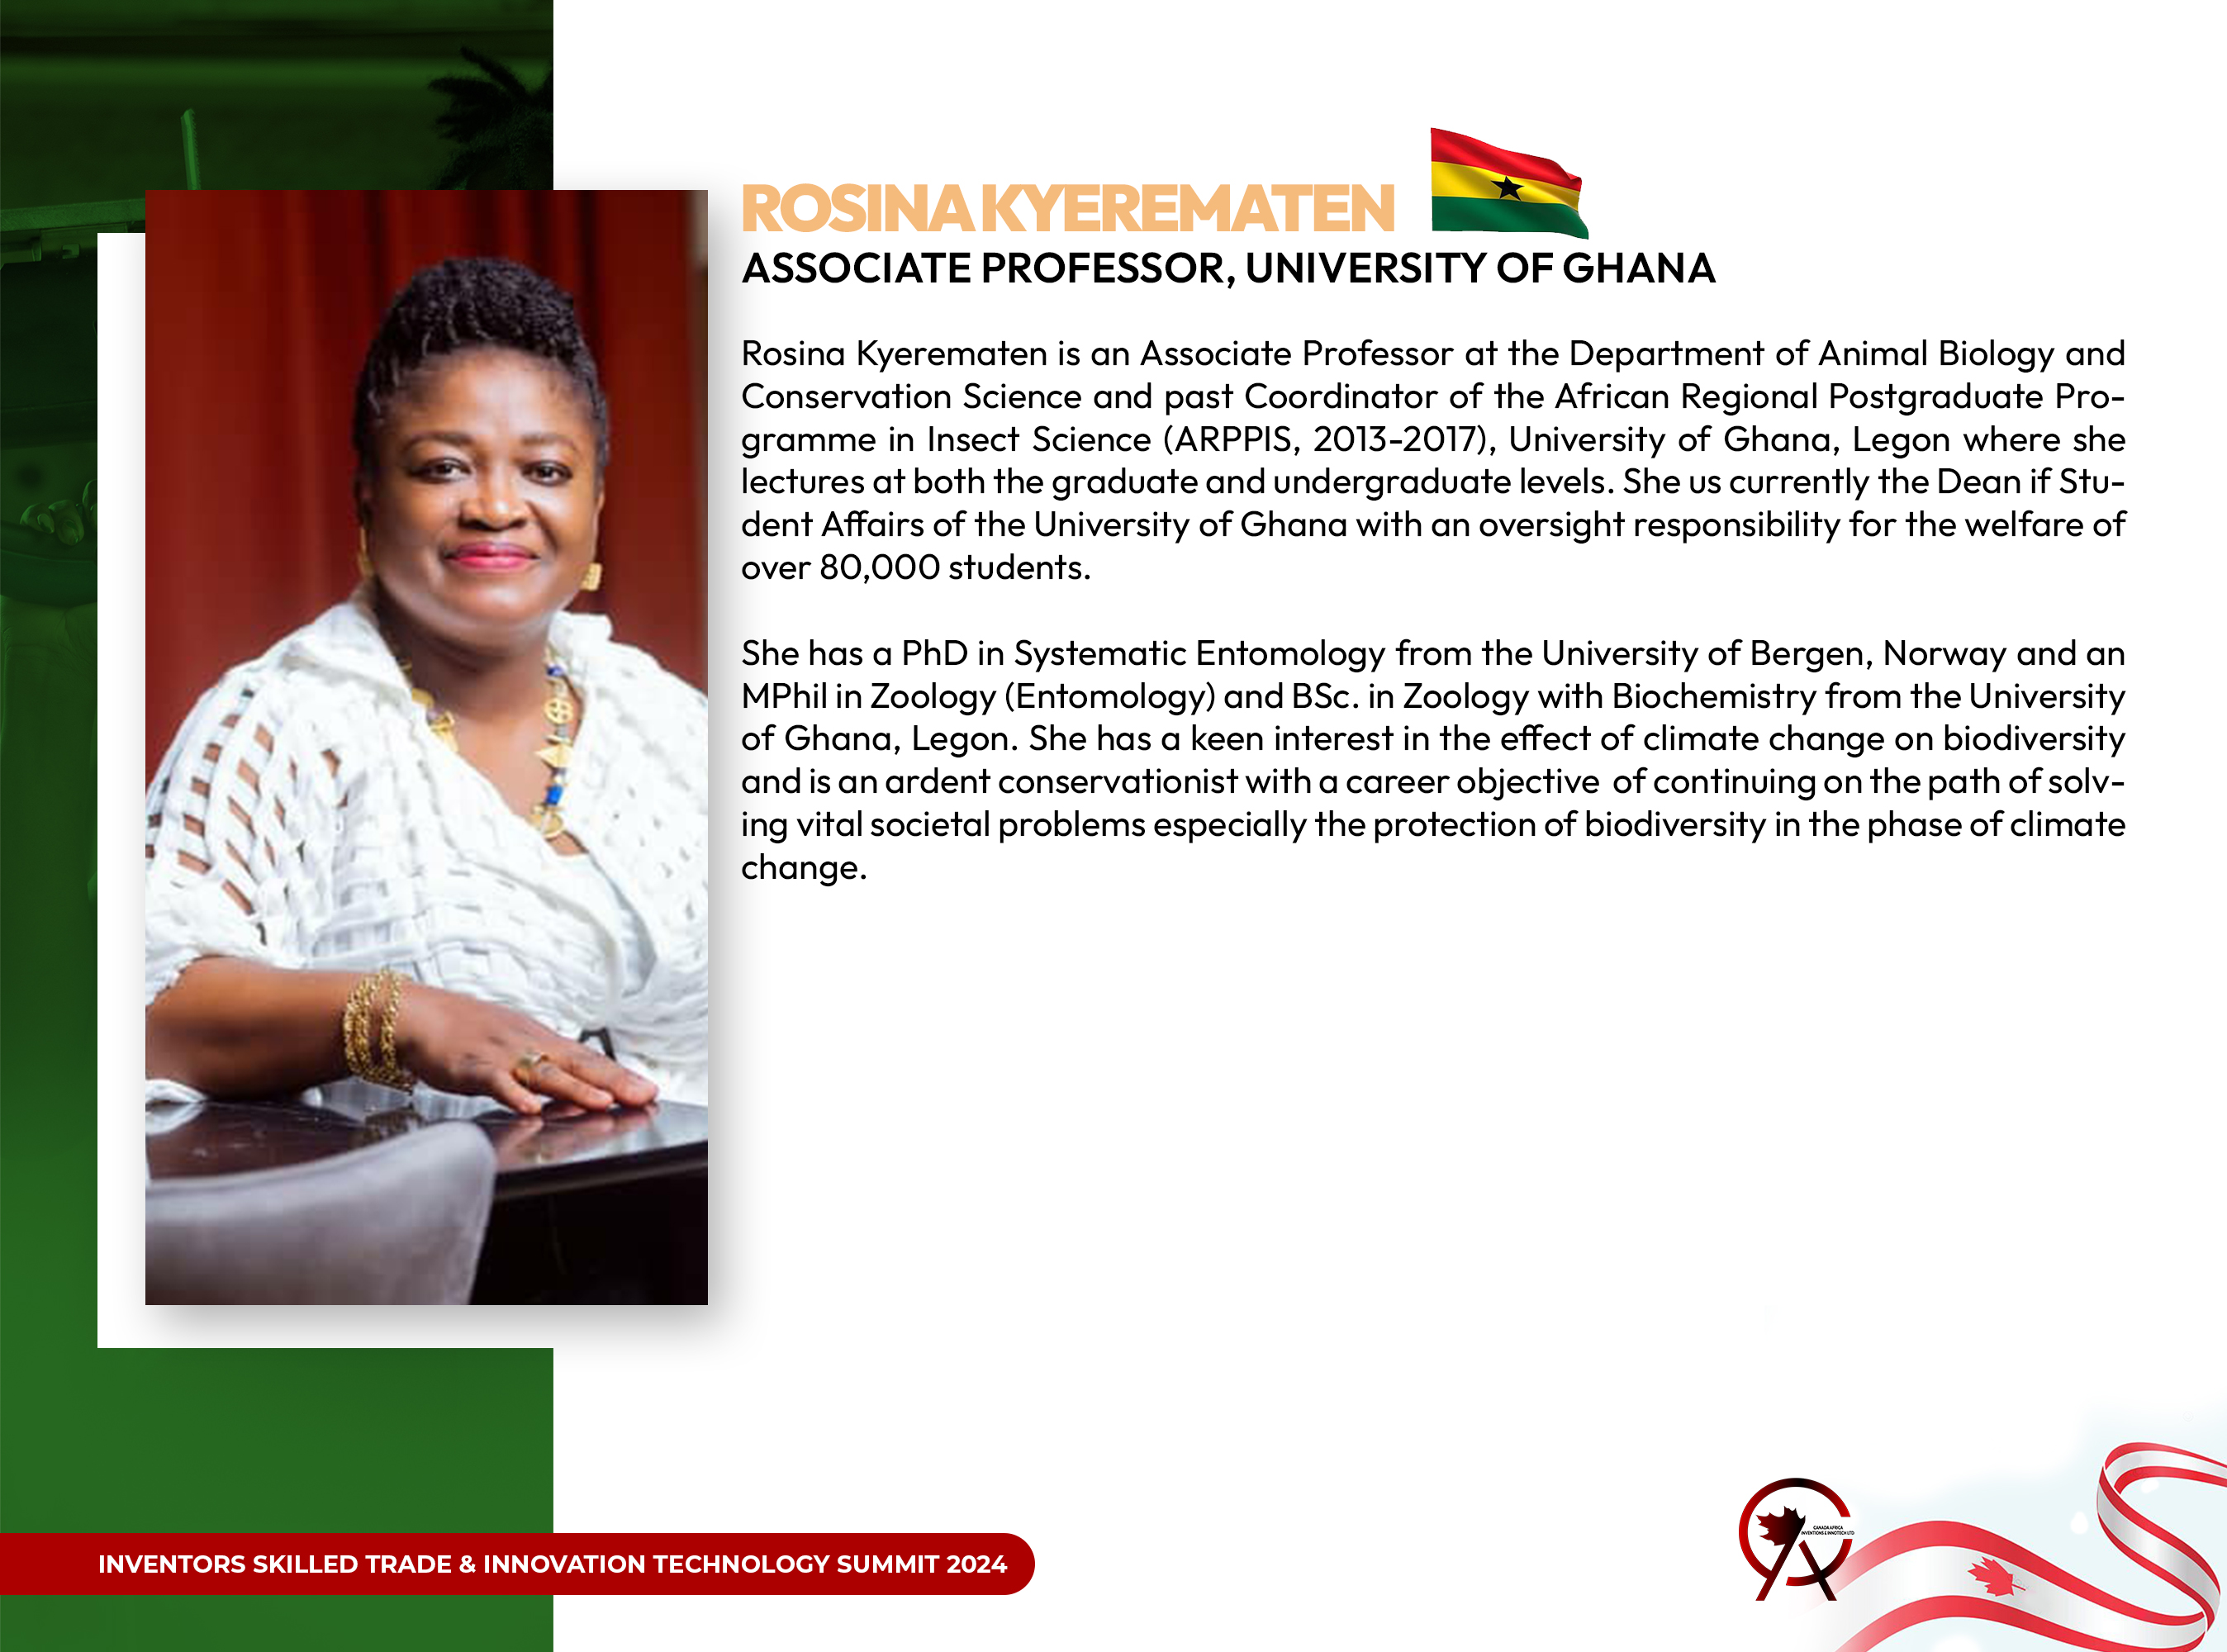 ROSINA KYEREMATEN
ASSOCIATE PROFESSOR, UNIVERSITY OF GHANA
Rosina Kyerematen is an Associate Professor at the Department of Animal Biology and
Conservation Science and past Coordinator of the African Regional Postgraduate Pro-
gramme in Insect Science (ARPPIS, 2013-2017), University of Ghana, Legon where she
lectures at both the graduate and undergraduate levels. She us currently the Dean if Stu-
dent Affairs of the University of Ghana with an oversight responsibility for the welfare of
over 80,000 students.
She has a PhD in Systematic Entomology from the University of Bergen, Norway and an
MPhil in Zoology (Entomology) and BSc. in Zoology with Biochemistry from the University
of Ghana, Legon. She has a keen interest in the effect of climate change on biodiversity
and is an ardent conservationist with a career objective of continuing on the path of solv-
ing vital societal problems especially the protection of biodiversity in the phase of climate
change.
INVENTORS SKILLED TRADE & INNOVATION TECHNOLOGY SUMMIT 2024
CANADA AFRICA
INVENTIONS & INNOTECH LTD